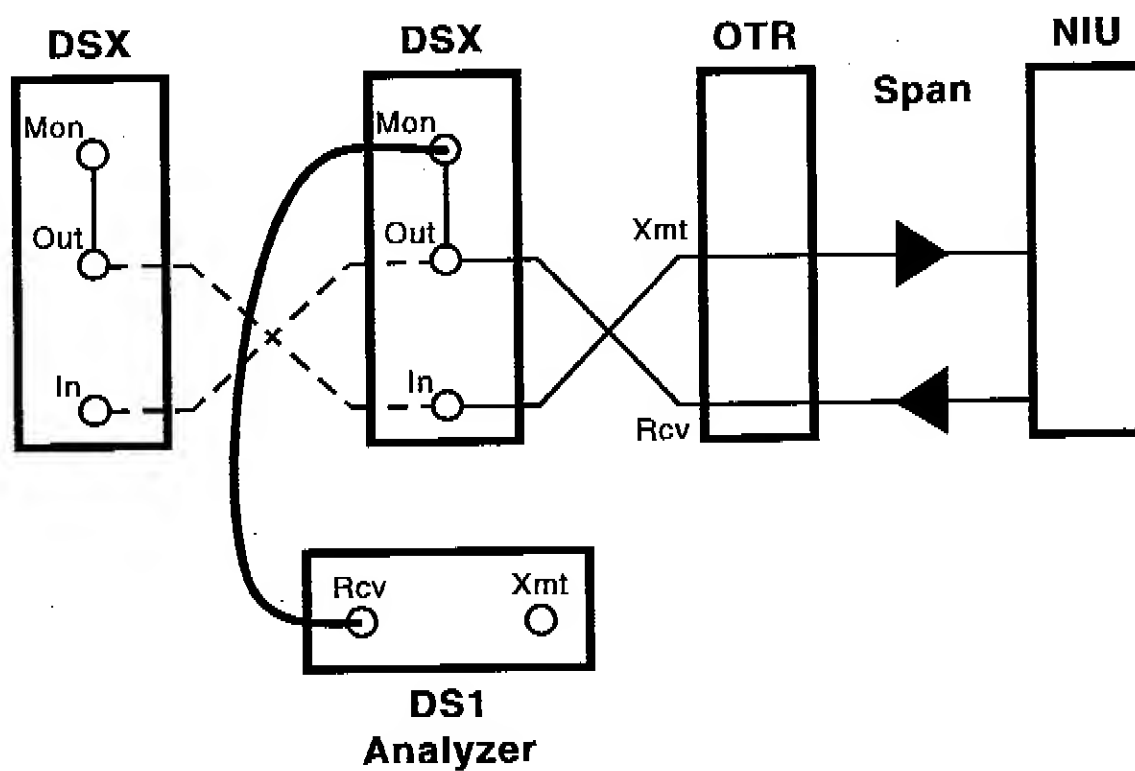 DSX
DSX
OTR
NIU
Span
Mon
Mon
Out
Out
Xmt
In
In
Rcv
Rcv
Xmt
DS1
Analyzer